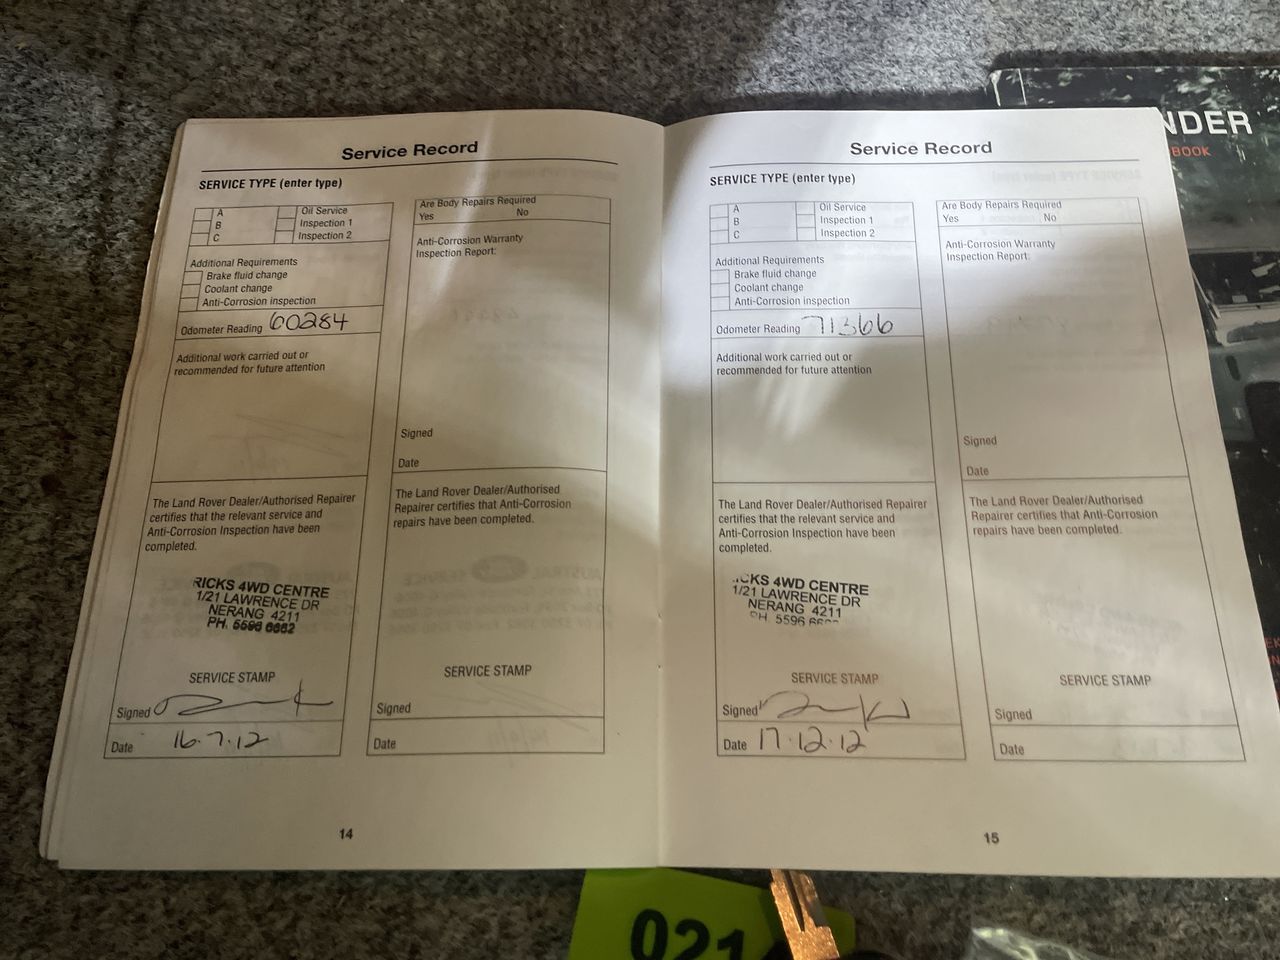 Service Record
SERVICE TYPE (enter type)
A
B
C
Oil Service
Inspection 1
Inspection 2
Additional Requirements
Brake fluid change
Coolant change
Anti-Corrosion inspection
Odometer Reading 60284
Additional work carried out or
recommended for future attention
The Land Rover Dealer/Authorised Repairer
certifies that the relevant service and
Anti-Corrosion Inspection have been
completed.
RICKS 4WD CENTRE
1/21 LAWRENCE DR
NERANG 4211
PH. 5596 6662
SERVICE STAMP
Signed
Date 16.7.12
Are Body Repairs Required
Yes No
Anti-Corrosion Warranty
Inspection Report:
Signed
Date
The Land Rover Dealer/Authorised
Repairer certifies that Anti-Corrosion
repairs have been completed.
SERVICE STAMP
Signed
Date
14
Service Record
SERVICE TYPE (enter type)
A
B
C
Oil Service
Inspection 1
Inspection 2
Additional Requirements
Brake fluid change
Coolant change
Anti-Corrosion inspection
Odometer Reading 71366
Additional work carried out or
recommended for future attention
The Land Rover Dealer/Authorised Repairer
certifies that the relevant service and
Anti-Corrosion Inspection have been
completed.
CKS 4WD CENTRE
1/21 LAWRENCE DR
NERANG 4211
PH. 5596
SERVICE STAMP
Signed
Date 17.12.12
Are Body Repairs Required
Yes No
Anti-Corrosion Warranty
Inspection Report:
Signed
Date
The Land Rover Dealer/Authorised
Repairer certifies that Anti-Corrosion
repairs have been completed.
SERVICE STAMP
Signed
Date
15
NDER
BOOK
021